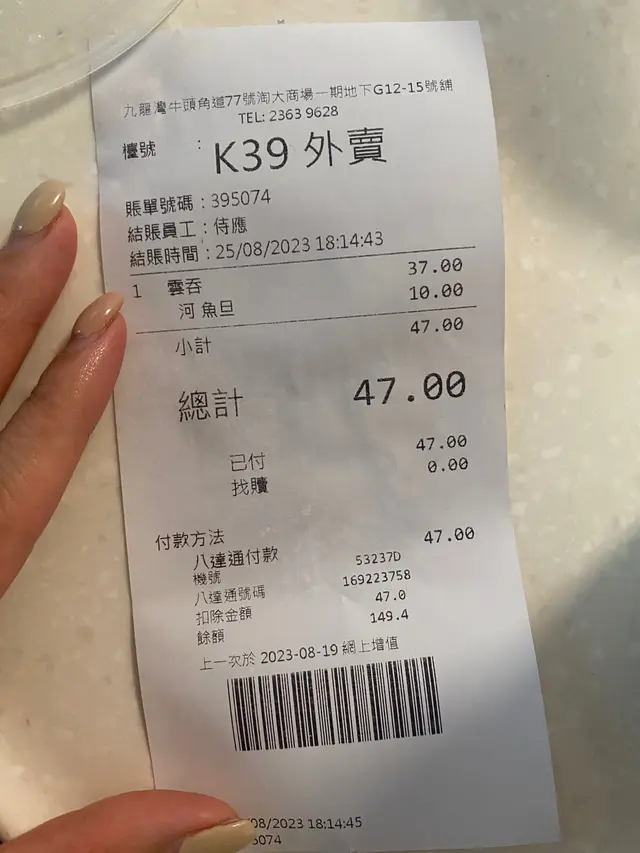 九龍灣牛頭角道77號淘大商場一期地下G12-15號舖
TEL: 2363 9628
檯號 : K39 外賣
賬單號碼 : 395074
結賬員工 : 侍應
結賬時間 : 25/08/2023 18:14:43
1 雲吞 37.00
河 魚旦 10.00
小計 47.00
總計 47.00
已付 47.00
找贖 0.00
付款方法
八達通付款 47.00
機號 53237D
八達通號碼 169223758
扣除金額 47.0
餘額 149.4
上一次於 2023-08-19 網上增值
08/2023 18:14:45
5074